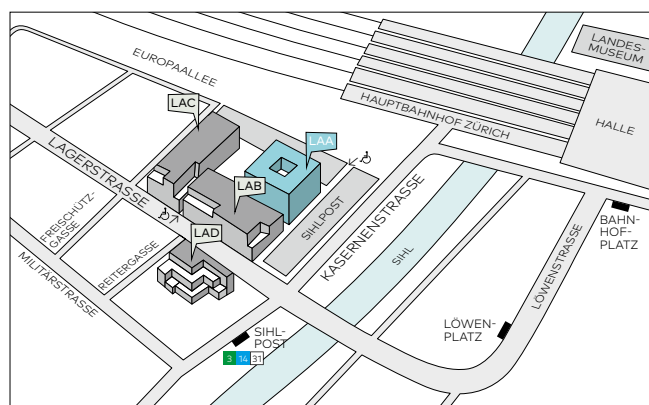 LANDES-
MUSEUM
EUROPAALLEE
HAUPTBAHNHOF ZÜRICH
HALLE
LAC
LAA
LAGERSTRASSE
LAB
SIHLPOST
KASERNENSTRASSE
FREISCHÜTZ-
GASSE
LAD
REITERGASSE
MILITÄRSTRASSE
SIHL
LÖWENSTRASSE
BAHN-
HOF-
PLATZ
LÖWEN-
PLATZ
SIHL-
POST
3 14 31